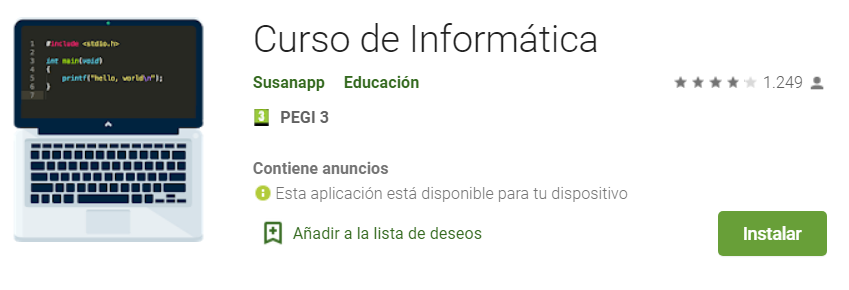 Curso de Informática
Susanapp Educación
1.249
3 PEGI 3
Contiene anuncios
Esta aplicación está disponible para tu dispositivo
Añadir a la lista de deseos
Instalar
1 #include <stdio.h>
2
3 int main(void)
4 {
5 printf("hello, world\n");
6 }
7